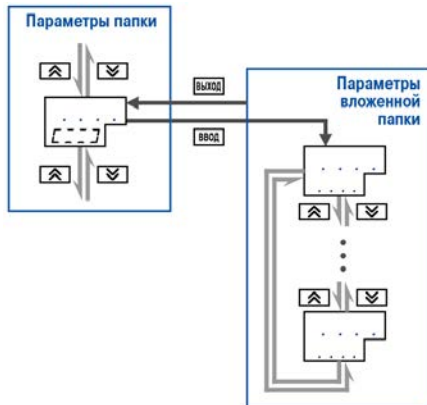 Параметры папки
ВЫХОД
ВВОД
Параметры
вложенной
папки